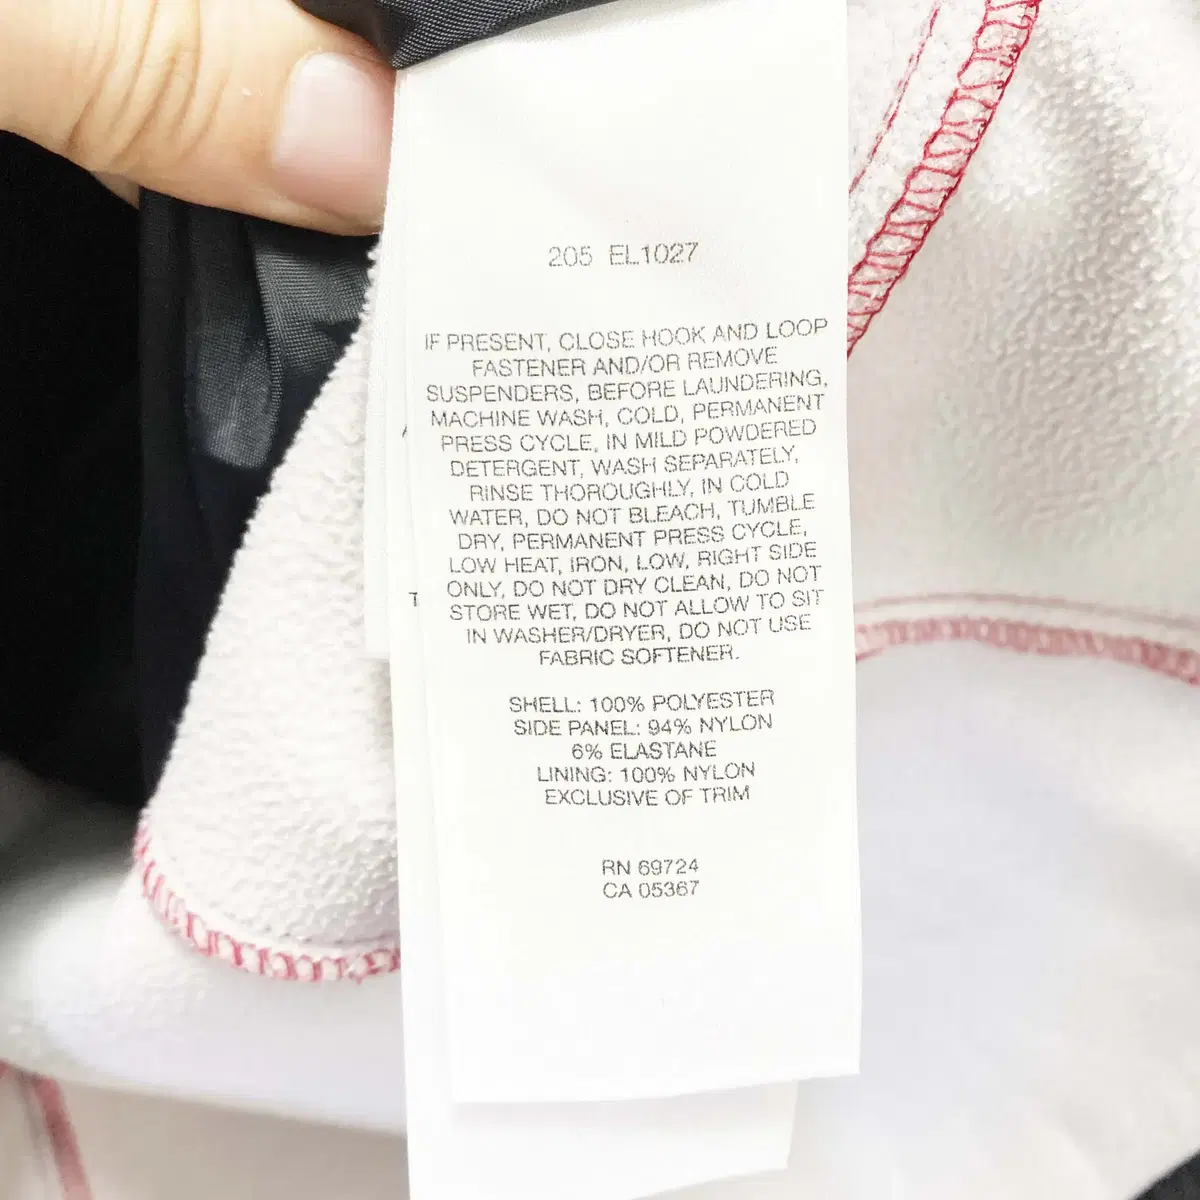 205 EL1027
IF PRESENT, CLOSE HOOK AND LOOP
FASTENER AND/OR REMOVE
SUSPENDERS, BEFORE LAUNDERING,
MACHINE WASH, COLD, PERMANENT
PRESS CYCLE, IN MILD POWDERED
DETERGENT, WASH SEPARATELY,
RINSE THOROUGHLY, IN COLD
WATER, DO NOT BLEACH, TUMBLE
DRY, PERMANENT PRESS CYCLE,
LOW HEAT, IRON, LOW, RIGHT SIDE
ONLY, DO NOT DRY CLEAN, DO NOT
STORE WET, DO NOT ALLOW TO SIT
IN WASHER/DRYER, DO NOT USE
FABRIC SOFTENER.
SHELL: 100% POLYESTER
SIDE PANEL: 94% NYLON
6% ELASTANE
LINING: 100% NYLON
EXCLUSIVE OF TRIM
RN 69724
CA 05367